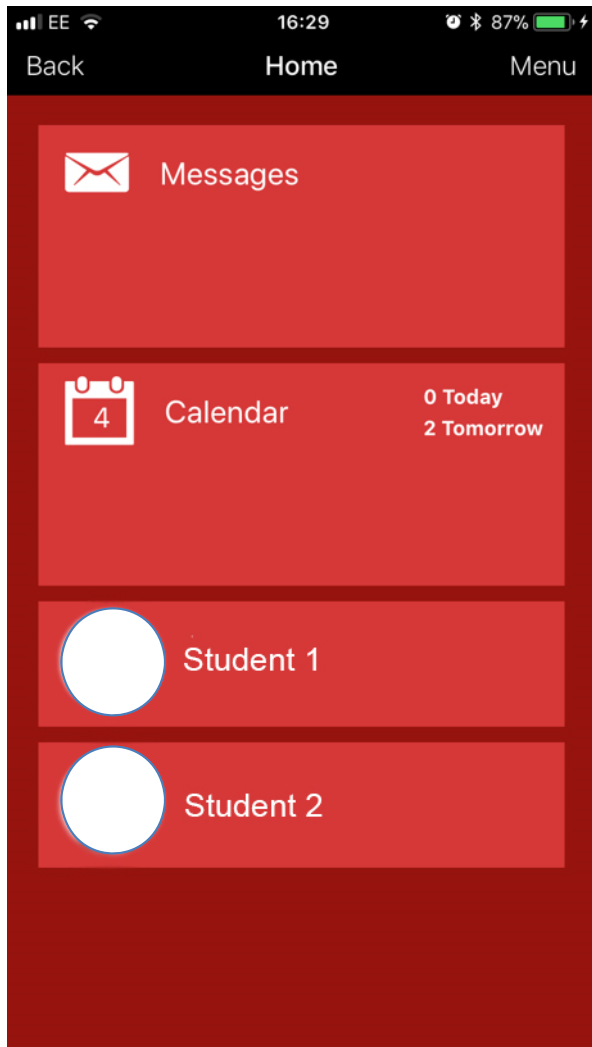 EE 16:29 87%
Back Home Menu
Messages
4 Calendar 0 Today
2 Tomorrow
Student 1
Student 2